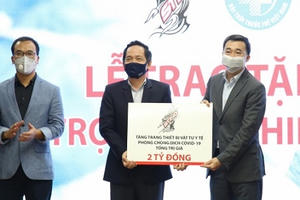 LỄ TRAO TẶ
TRỌ
HI
TẶNG TRANG THIẾT BỊ VẬT TƯ Y TẾ
PHÒNG CHỐNG DỊCH COVID-19
TỔNG TRỊ GIÁ
2 TỶ ĐỒNG